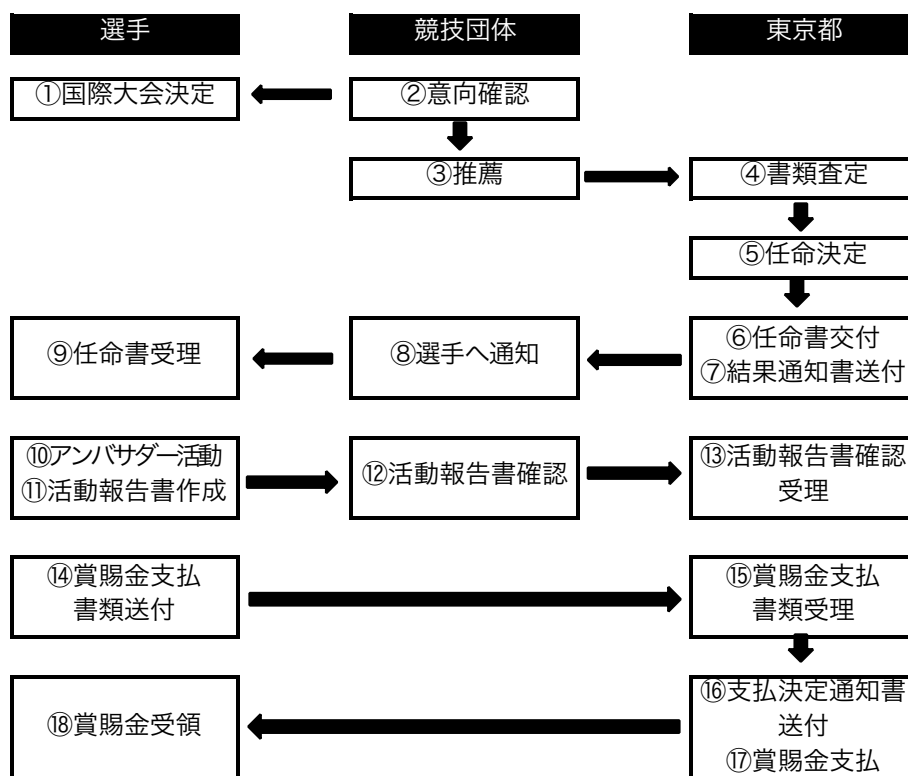 選手
競技団体
東京都
①国際大会決定
②意向確認
③推薦
④書類査定
⑤任命決定
⑨任命書受理
⑧選手へ通知
⑥任命書交付
⑦結果通知書送付
⑩アンバサダー活動
⑪活動報告書作成
⑫活動報告書確認
⑬活動報告書確認
受理
⑭賞賜金支払
書類送付
⑮賞賜金支払
書類受理
⑱賞賜金受領
⑯支払決定通知書
送付
⑰賞賜金支払